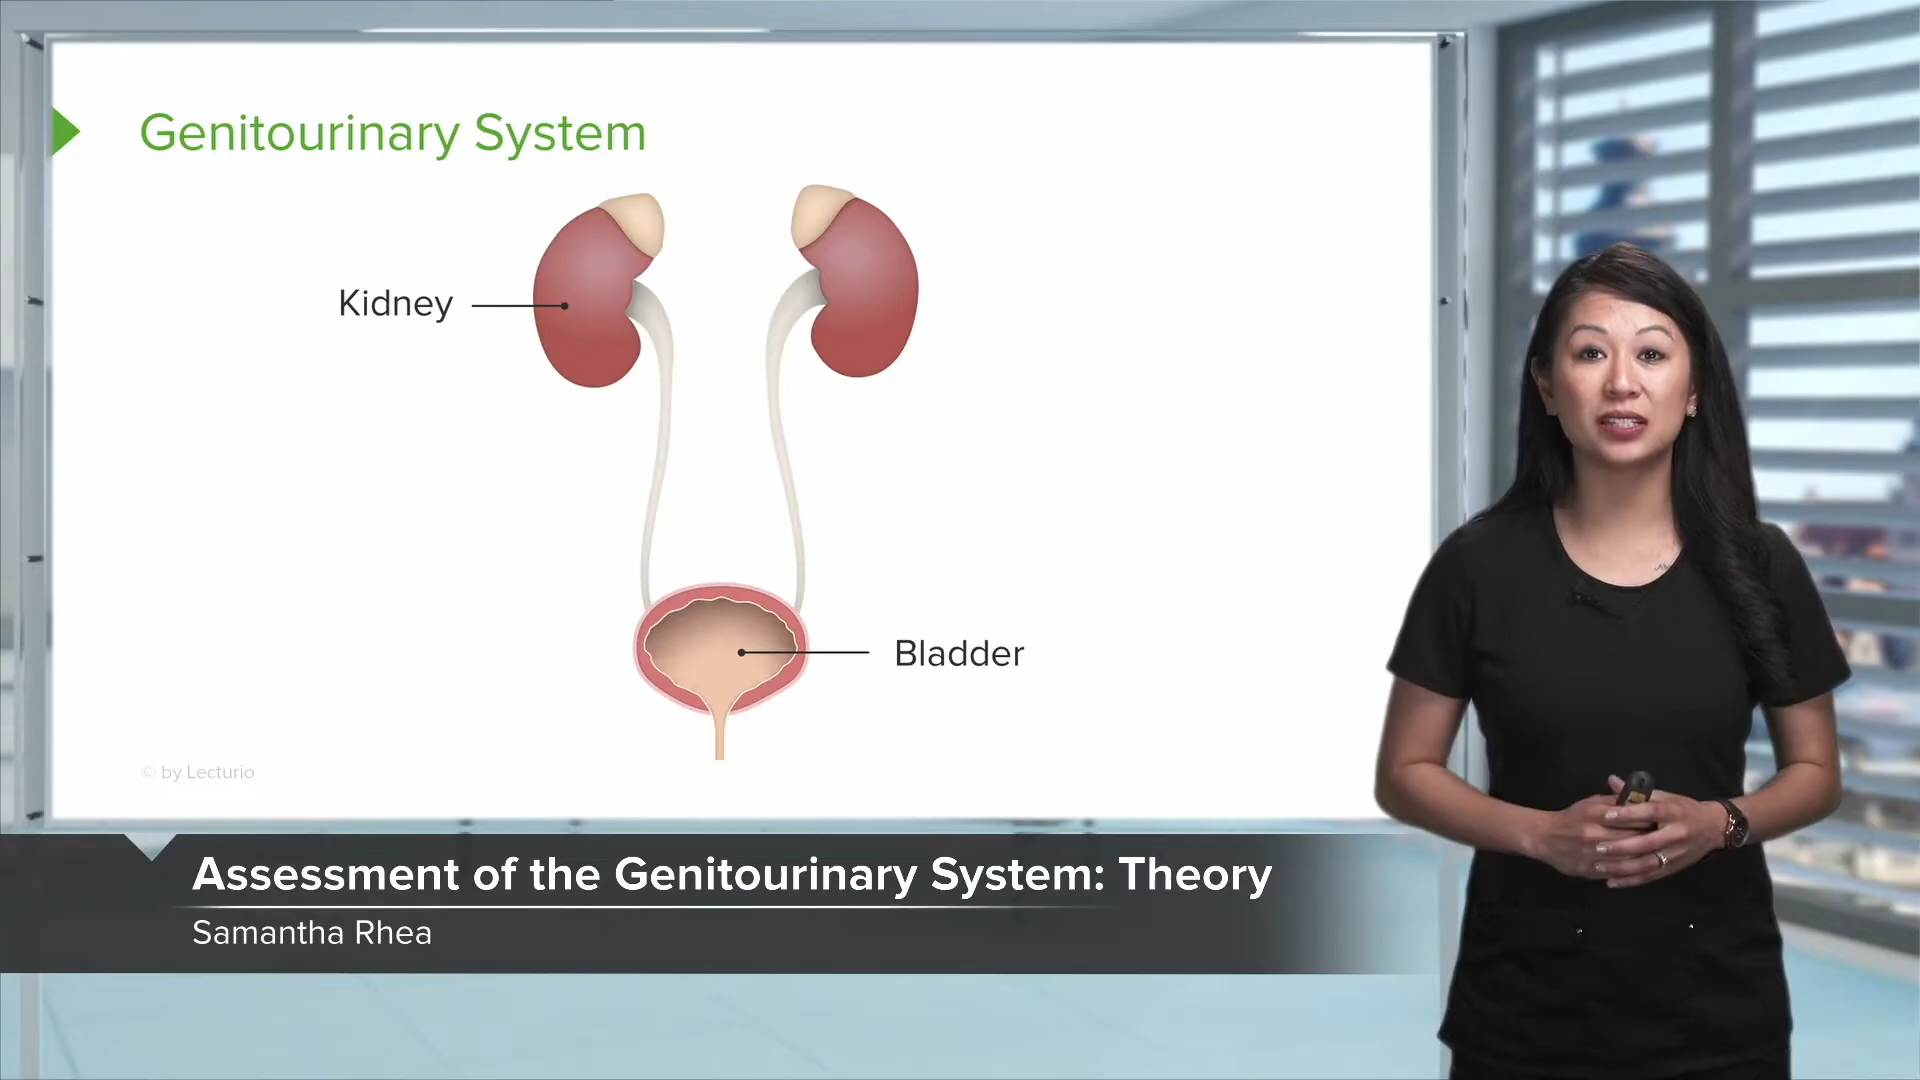 Genitourinary System
Kidney
Bladder
© by Lecturio
Assessment of the Genitourinary System: Theory
Samantha Rhea